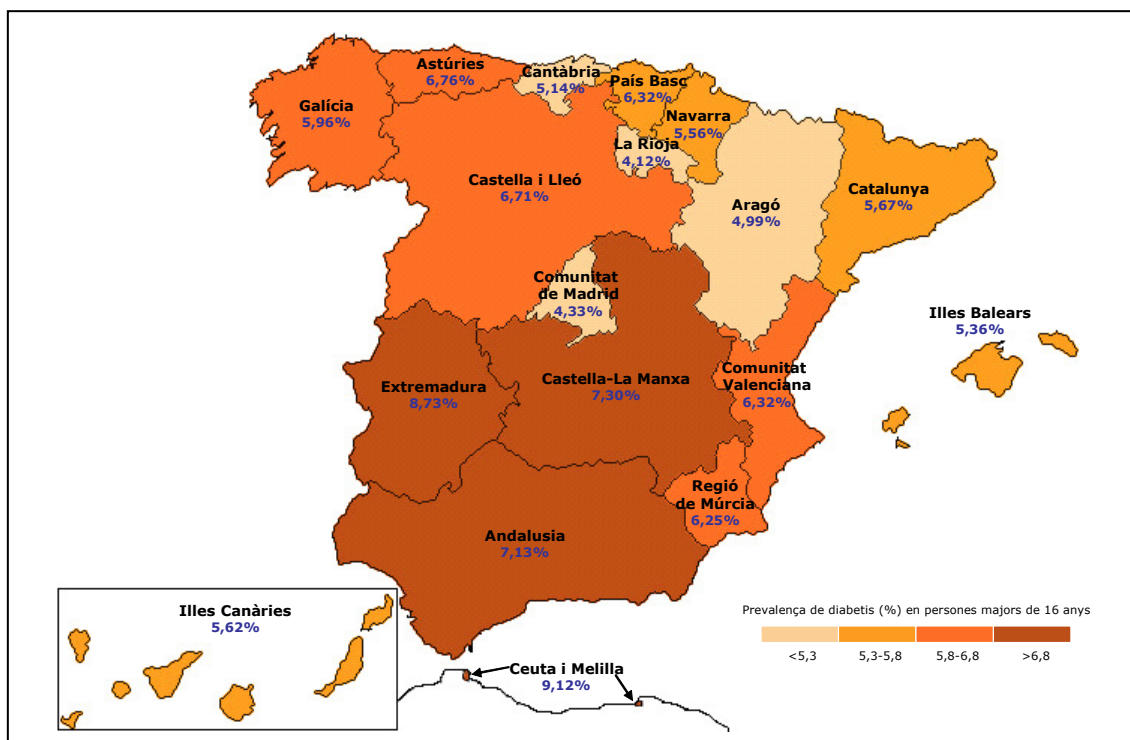 Astúries
6,76%
Cantàbria
5,14%
País Basc
6,32%
Navarra
5,56%
Galícia
5,96%
La Rioja
4,12%
Castella i Lleó
6,71%
Aragó
4,99%
Catalunya
5,67%
Comunitat
de Madrid
4,33%
Illes Balears
5,36%
Extremadura
8,73%
Castella-La Manxa
7,30%
Comunitat
Valenciana
6,32%
Regió
de Múrcia
6,25%
Andalusia
7,13%
Illes Canàries
5,62%
Ceuta i Melilla
9,12%
Prevalença de diabetis (%) en persones majors de 16 anys
<5,3 5,3-5,8 5,8-6,8 >6,8